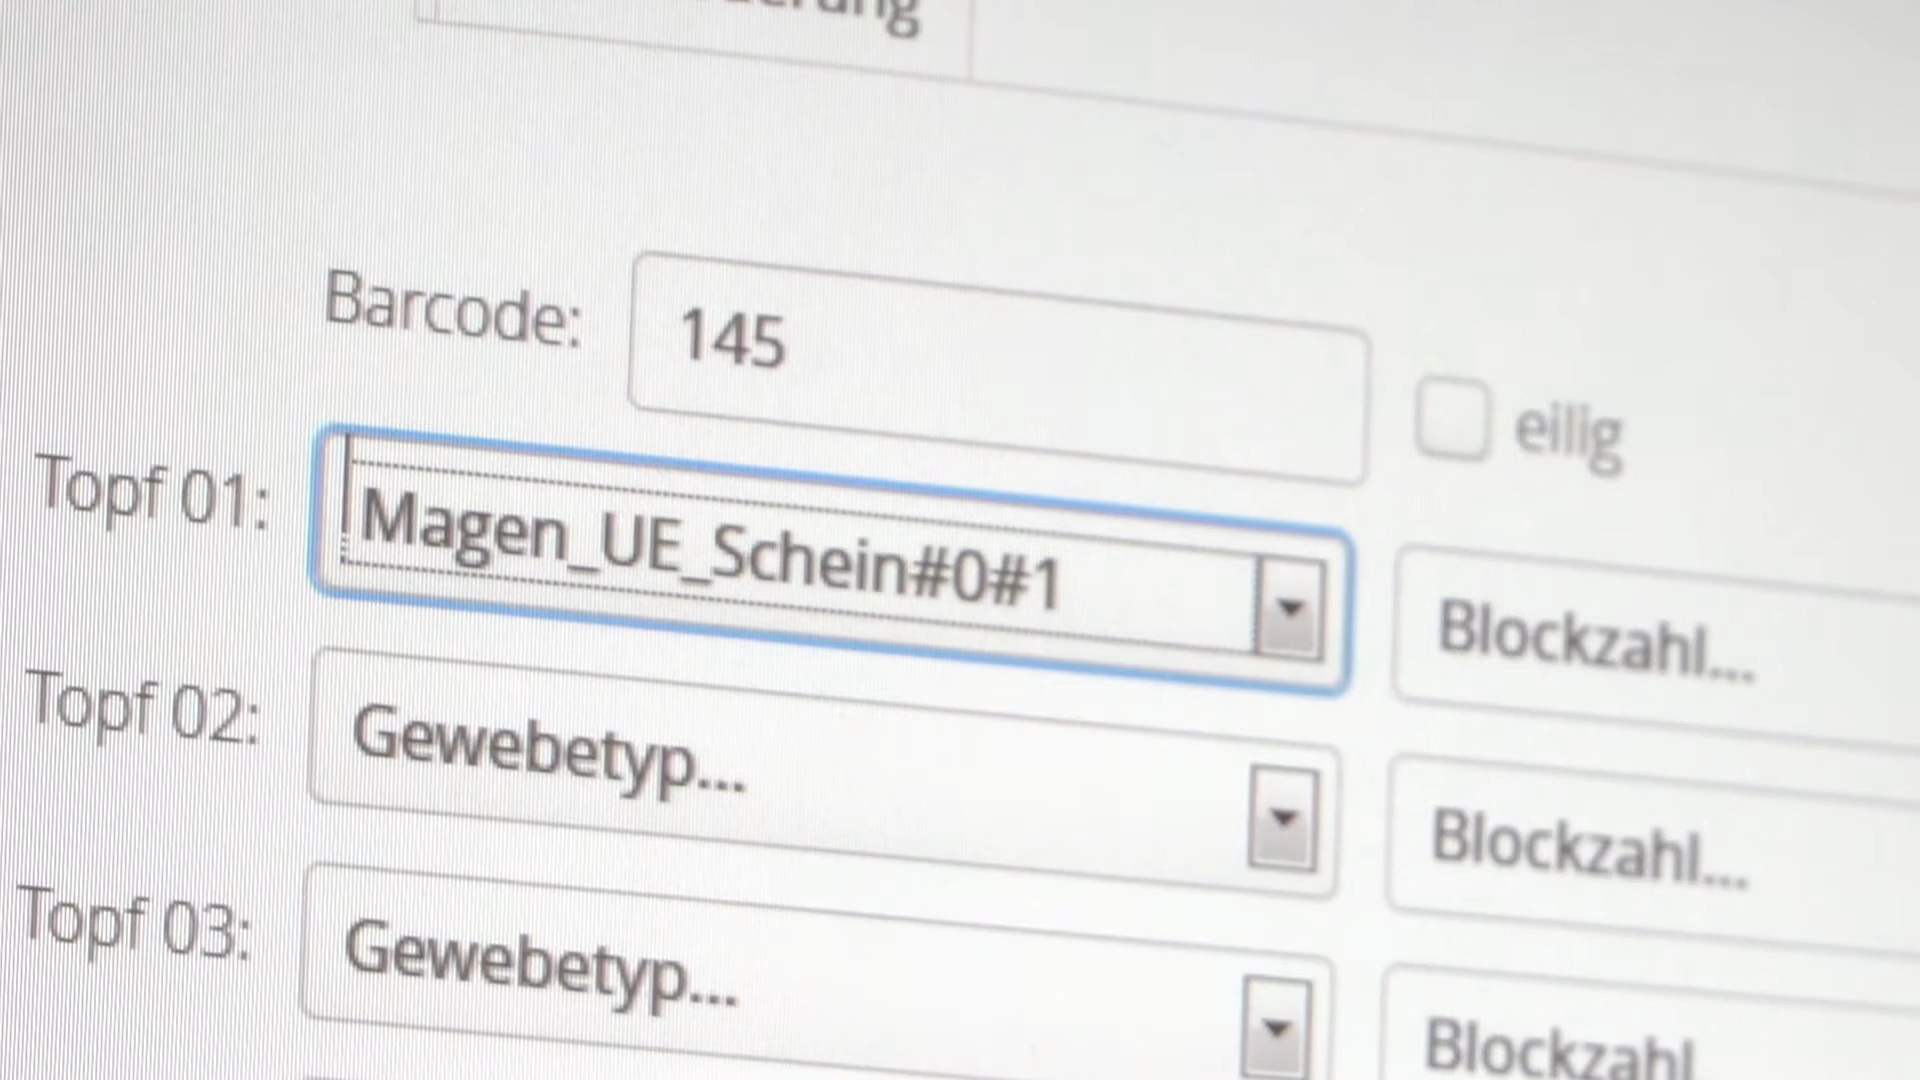 Barcode: 145 eilig
Topf 01: Magen_UE_Schein#0#1 Blockzahl...
Topf 02: Gewebetyp... Blockzahl...
Topf 03: Gewebetyp... Blockzahl